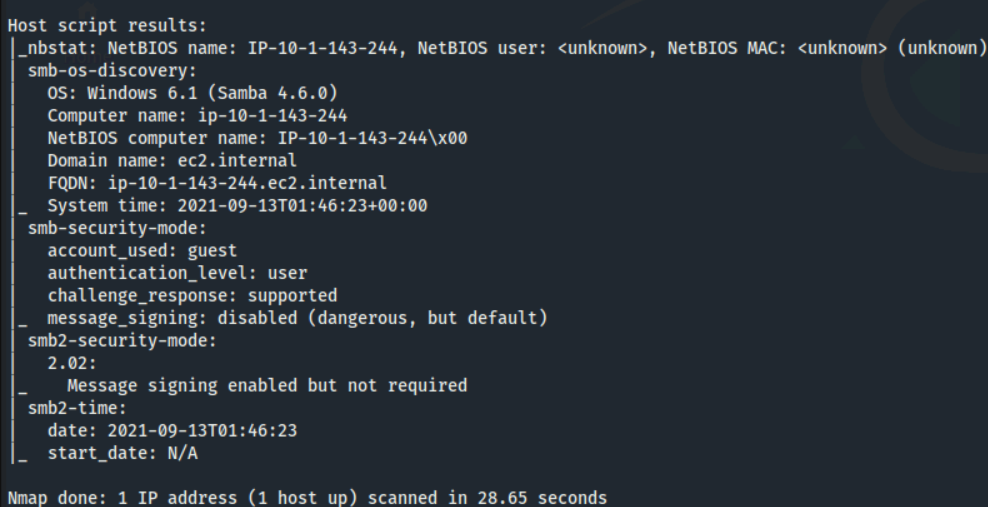 Host script results:
|_nbstat: NetBIOS name: IP-10-1-143-244, NetBIOS user: <unknown>, NetBIOS MAC: <unknown> (unknown)
| smb-os-discovery:
|   OS: Windows 6.1 (Samba 4.6.0)
|   Computer name: ip-10-1-143-244
|   NetBIOS computer name: IP-10-1-143-244\x00
|   Domain name: ec2.internal
|   FQDN: ip-10-1-143-244.ec2.internal
|_  System time: 2021-09-13T01:46:23+00:00
| smb-security-mode:
|   account_used: guest
|   authentication_level: user
|   challenge_response: supported
|_  message_signing: disabled (dangerous, but default)
| smb2-security-mode:
|   2.02:
|_    Message signing enabled but not required
| smb2-time:
|   date: 2021-09-13T01:46:23
|_  start_date: N/A
Nmap done: 1 IP address (1 host up) scanned in 28.65 seconds